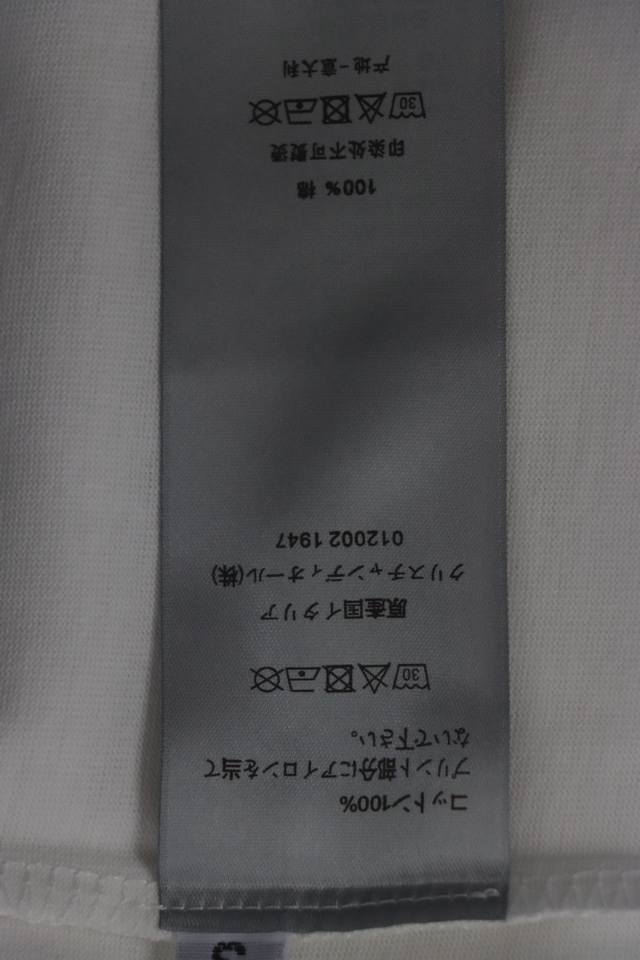 コットン100%
プリント部分にアイロンを当て
ないで下さい。
30
原産国イタリア
クリスチャンディオール(株)
012002 1947
100% 棉
印染处不可熨烫
30
产地-意大利